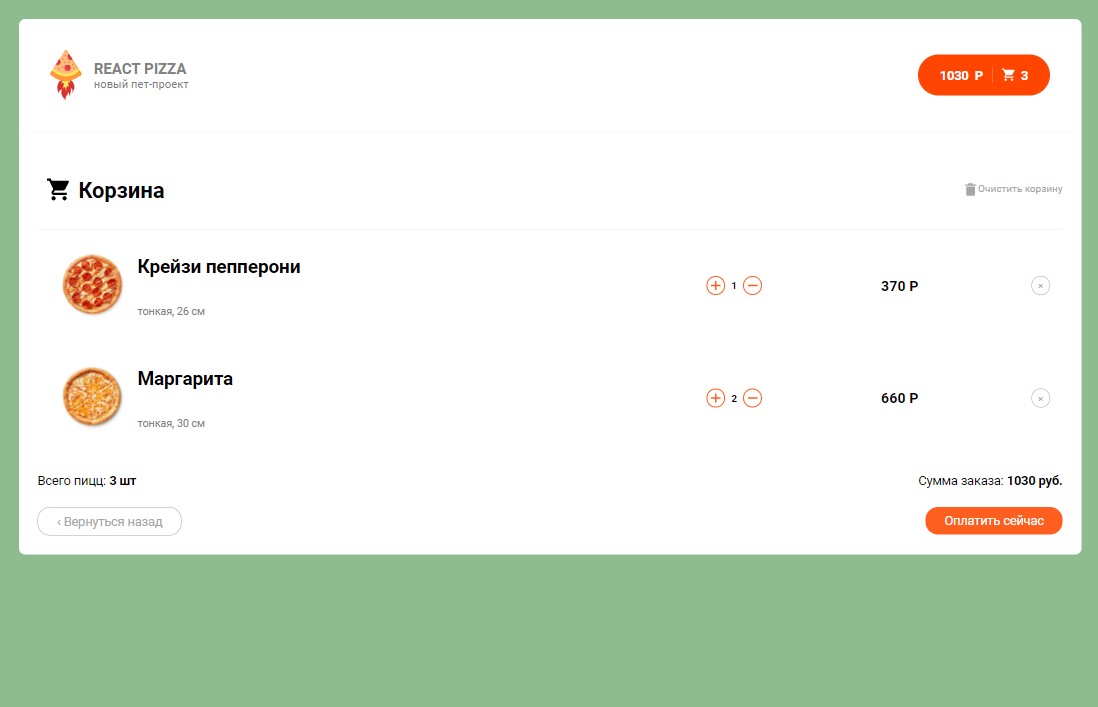 REACT PIZZA
новый пет-проект
1030 Р 3
Корзина
Очистить корзину
Крейзи пепперони
тонкая, 26 см
1
370 Р
×
Маргарита
тонкая, 30 см
2
660 Р
×
Всего пицц: 3 шт
Сумма заказа: 1030 руб.
‹ Вернуться назад
Оплатить сейчас